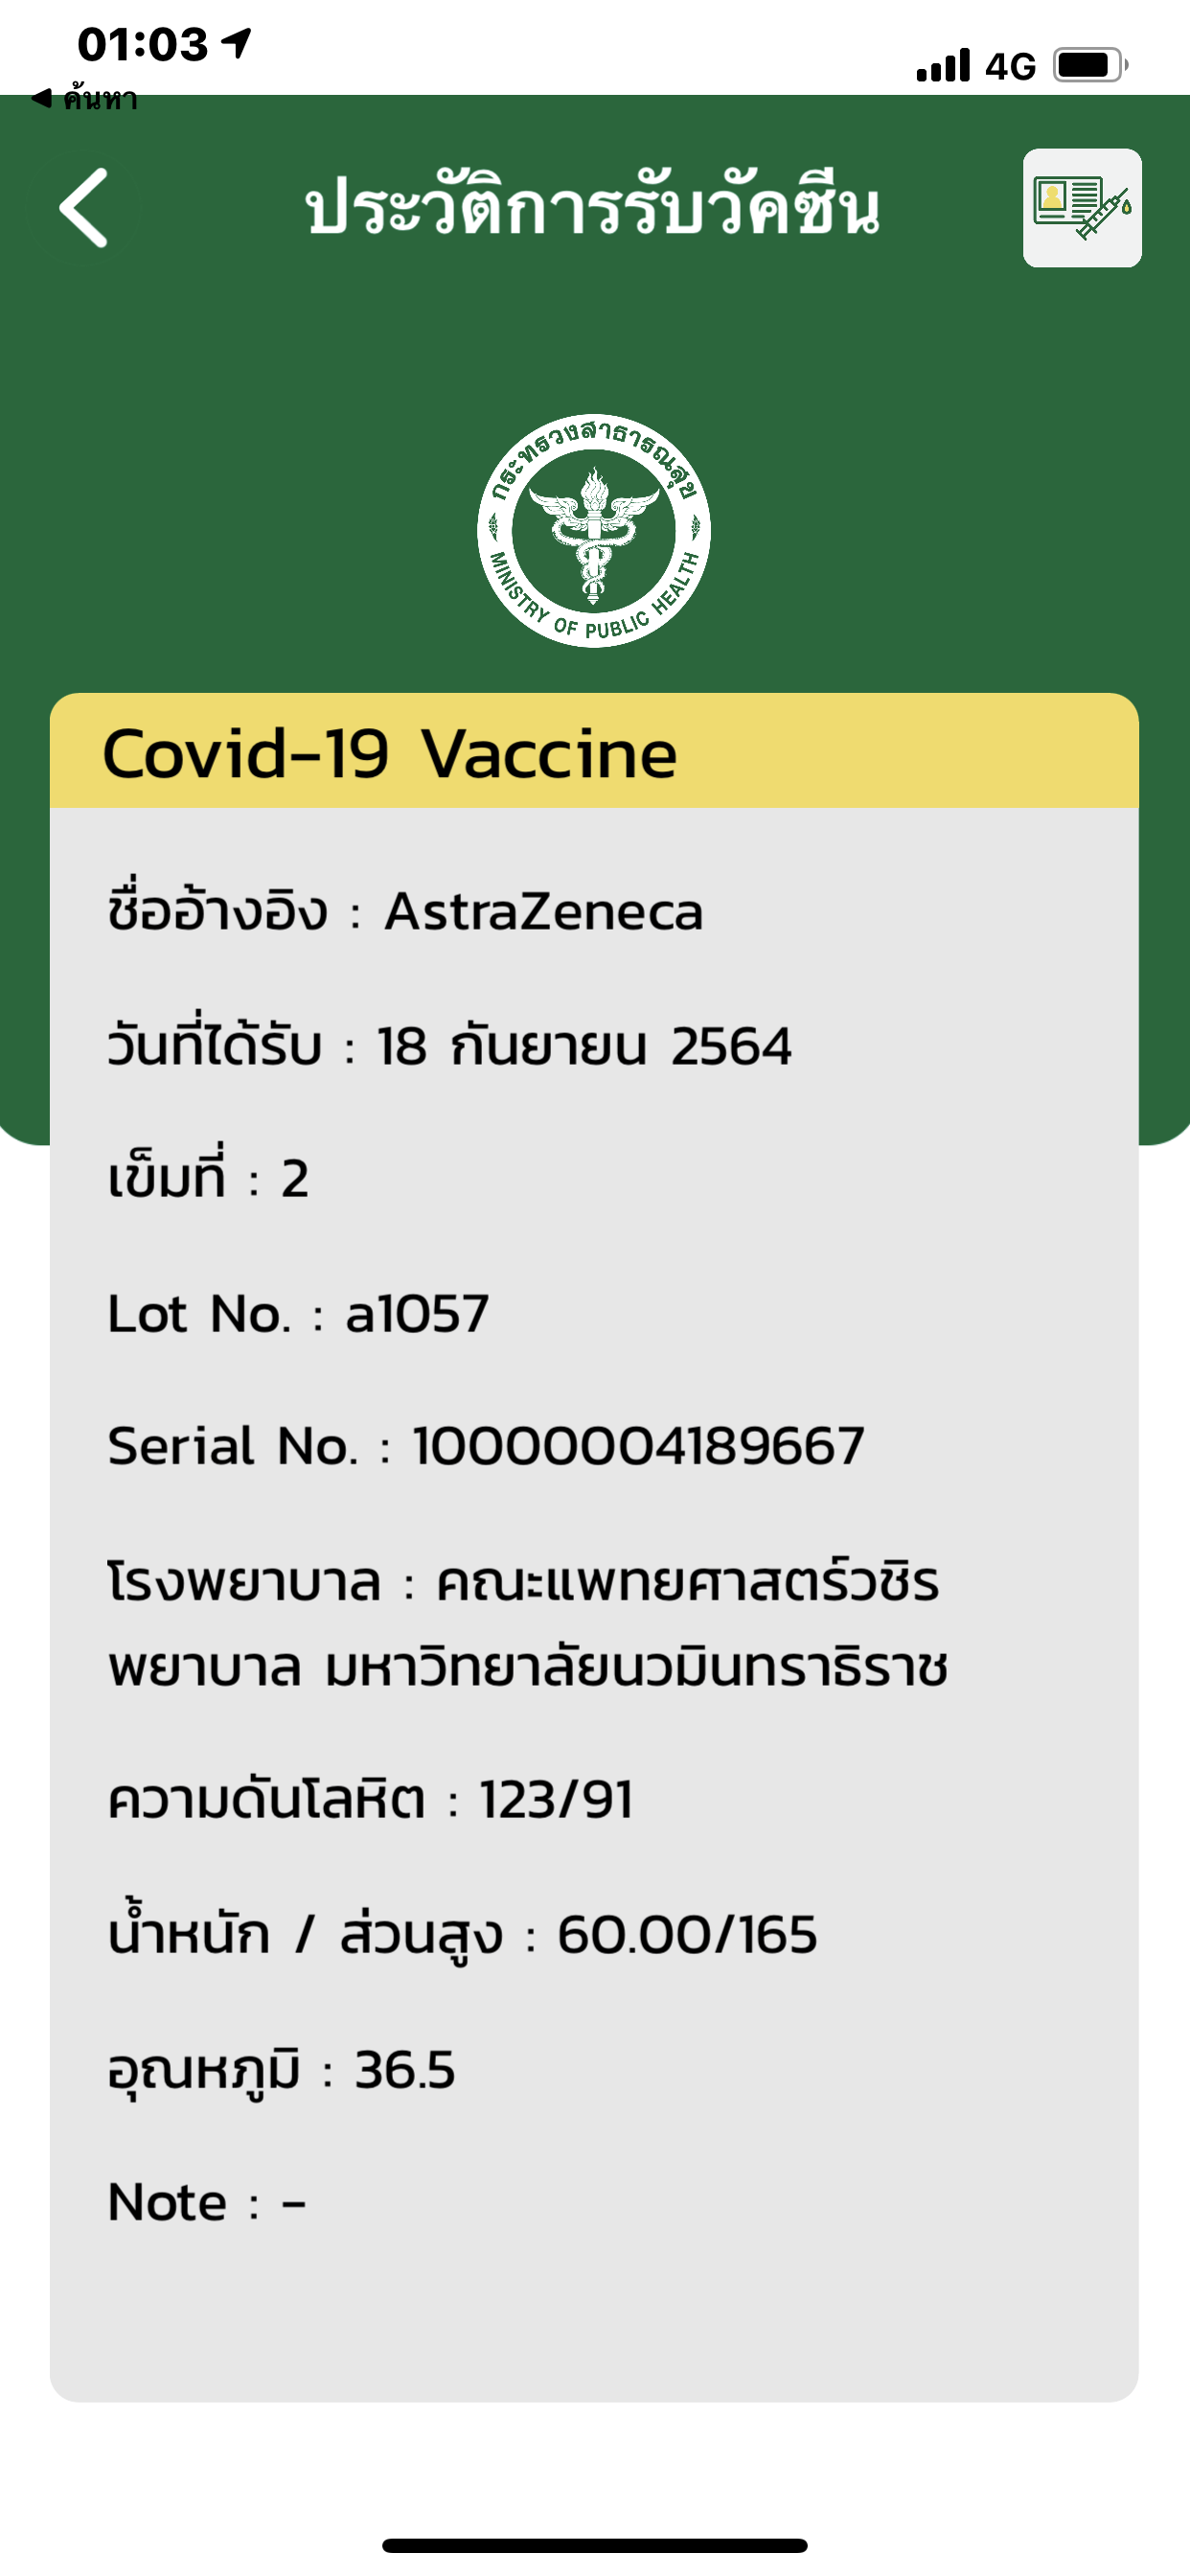 01:03
4G
ค้นหา
ประวัติการรับวัคซีน
กระทรวงสาธารณสุข
MINISTRY OF PUBLIC HEALTH
Covid-19 Vaccine
ชื่ออ้างอิง : AstraZeneca
วันที่ได้รับ : 18 กันยายน 2564
เข็มที่ : 2
Lot No. : a1057
Serial No. : 10000004189667
โรงพยาบาล : คณะแพทยศาสตร์วชิร
พยาบาล มหาวิทยาลัยนวมินทราธิราช
ความดันโลหิต : 123/91
น้ำหนัก / ส่วนสูง : 60.00/165
อุณหภูมิ : 36.5
Note : -